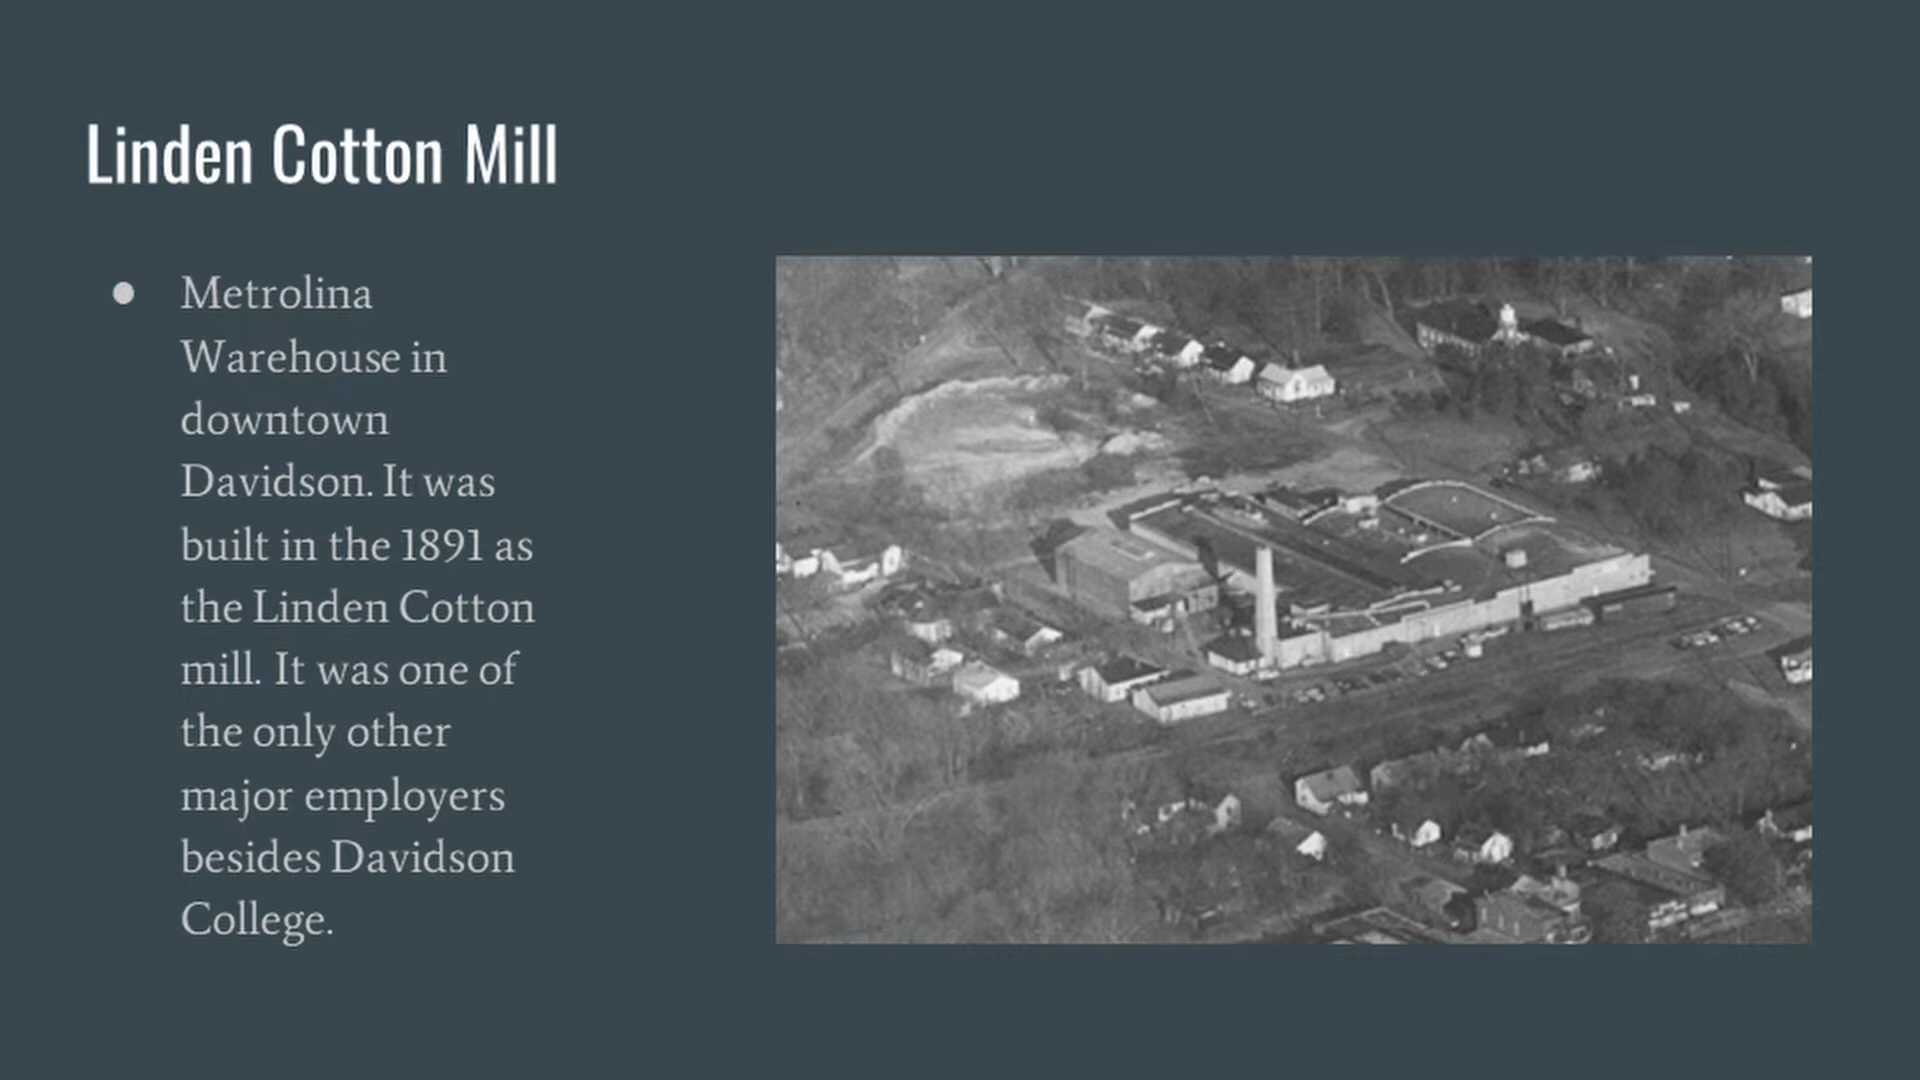 Linden Cotton Mill
● Metrolina
Warehouse in
downtown
Davidson. It was
built in the 1891 as
the Linden Cotton
mill. It was one of
the only other
major employers
besides Davidson
College.